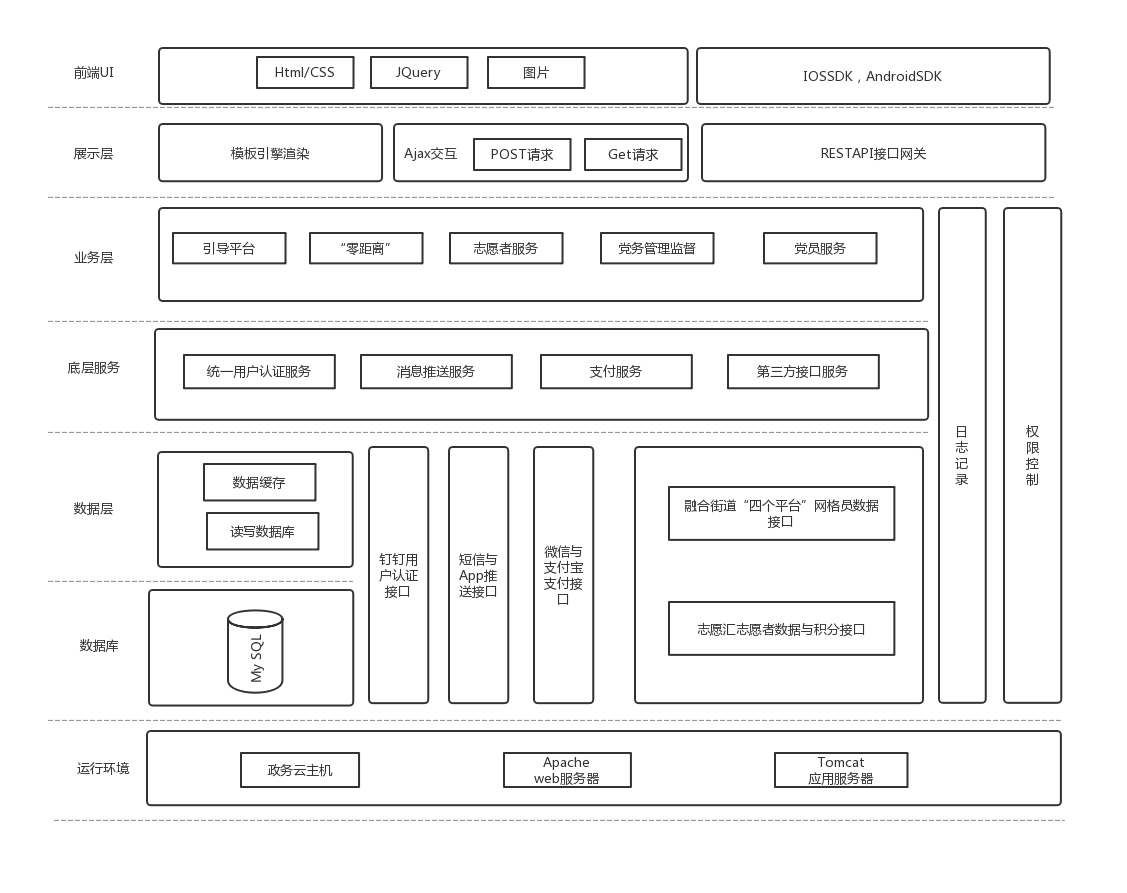 前端UI
Html/CSS
JQuery
图片
IOSSDK，AndroidSDK
展示层
模板引擎渲染
Ajax交互
POST请求
Get请求
RESTAPI接口网关
业务层
引导平台
“零距离”
志愿者服务
党务管理监督
党员服务
底层服务
统一用户认证服务
消息推送服务
支付服务
第三方接口服务
日
志
记
录
权
限
控
制
数据层
数据缓存
读写数据库
钉钉用
户认证
接口
短信与
App推
送接口
微信与
支付宝
支付接
口
融合街道“四个平台”网格员数据
接口
志愿汇志愿者数据与积分接口
数据库
My SQL
运行环境
政务云主机
Apache
web服务器
Tomcat
应用服务器